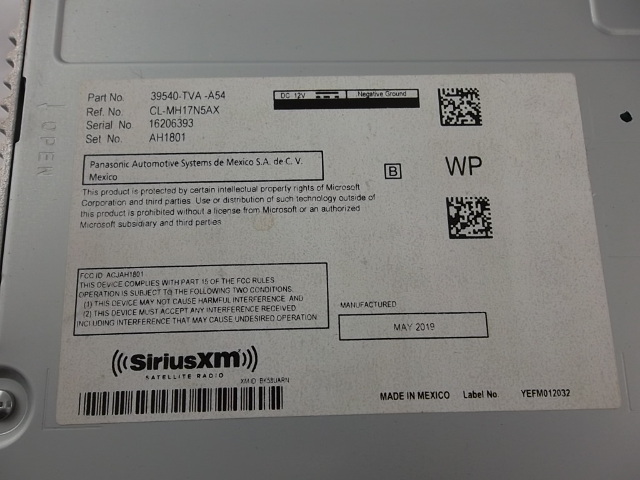 Part No. 39540-TVA -A54
Ref. No. CL-MH17N5AX
Serial No. 16206393
Set No. AH1801
DC 12V Negative Ground
Panasonic Automotive Systems de Mexico S.A. de C. V.
Mexico
B
WP
This product is protected by certain intellectual property rights of Microsoft
Corporation and third parties. Use or distribution of such technology outside of
this product is prohibited without a license from Microsoft or an authorized
Microsoft subsidiary and third parties
FCC ID: ACJAH1801
THIS DEVICE COMPLIES WITH PART 15 OF THE FCC RULES
OPERATION IS SUBJECT TO THE FOLLOWING TWO CONDITIONS:
(1) THIS DEVICE MAY NOT CAUSE HARMFUL INTERFERENCE AND
(2) THIS DEVICE MUST ACCEPT ANY INTERFERENCE RECEIVED
INCLUDING INTERFERENCE THAT MAY CAUSE UNDESIRED OPERATION
MANUFACTURED
MAY 2019
((SiriusXM))
SATELLITE RADIO
XM ID
MADE IN MEXICO Label No. YEFM012032
OPEN